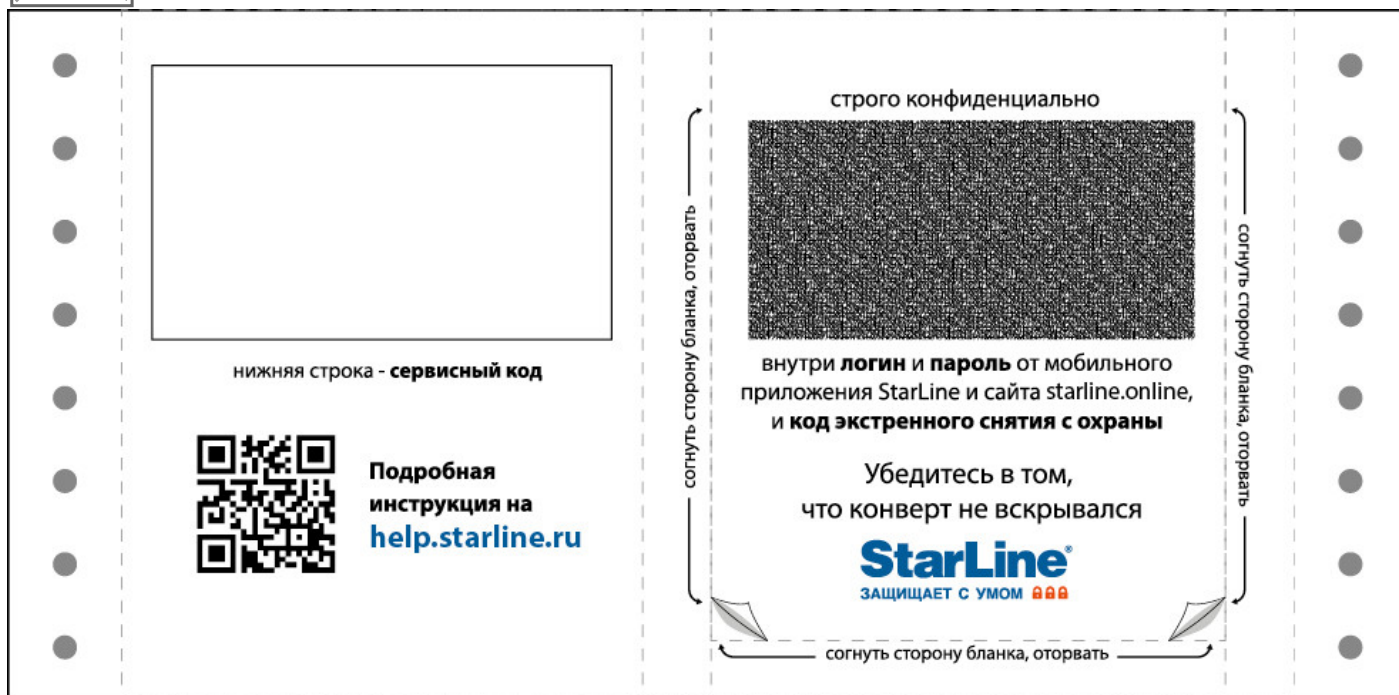 нижняя строка - сервисный код
Подробная
инструкция на
help.starline.ru
согнуть сторону бланка, оторвать
строго конфиденциально
внутри логин и пароль от мобильного
приложения StarLine и сайта starline.online,
и код экстренного снятия с охраны
Убедитесь в том,
что конверт не вскрывался
StarLine®
ЗАЩИЩАЕТ С УМОМ
согнуть сторону бланка, оторвать
согнуть сторону бланка, оторвать